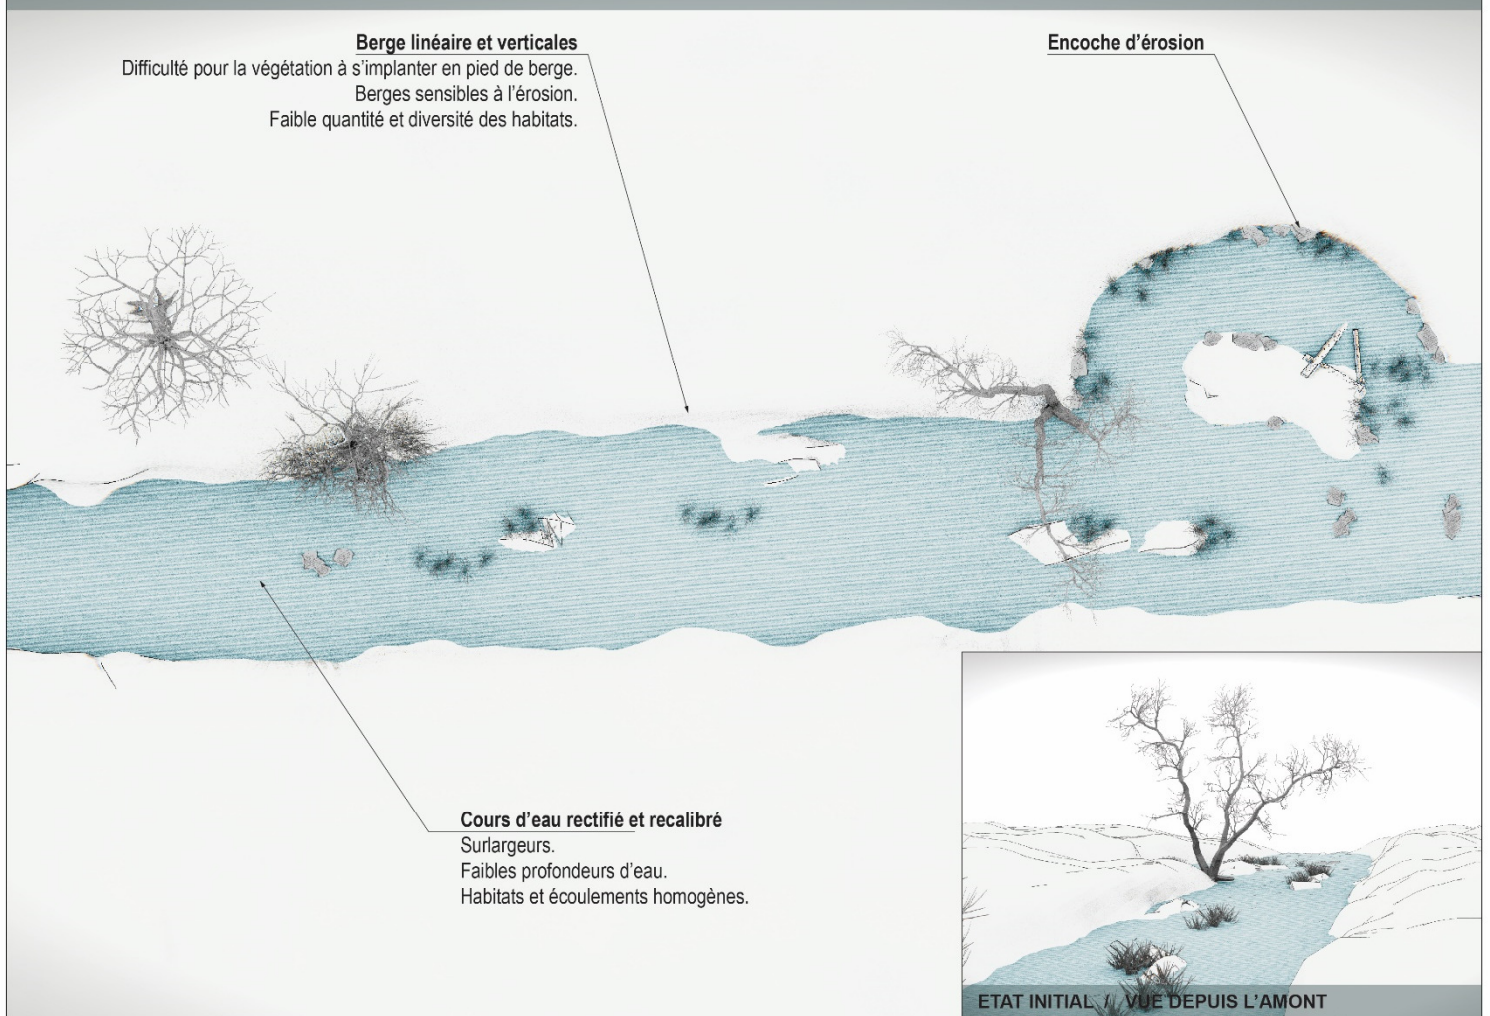 Berge linéaire et verticales
Difficulté pour la végétation à s'implanter en pied de berge.
Berges sensibles à l'érosion.
Faible quantité et diversité des habitats.
Encoche d'érosion
Cours d'eau rectifié et recalibré
Surlargeurs.
Faibles profondeurs d'eau.
Habitats et écoulements homogènes.
ETAT INITIAL / VUE DEPUIS L'AMONT